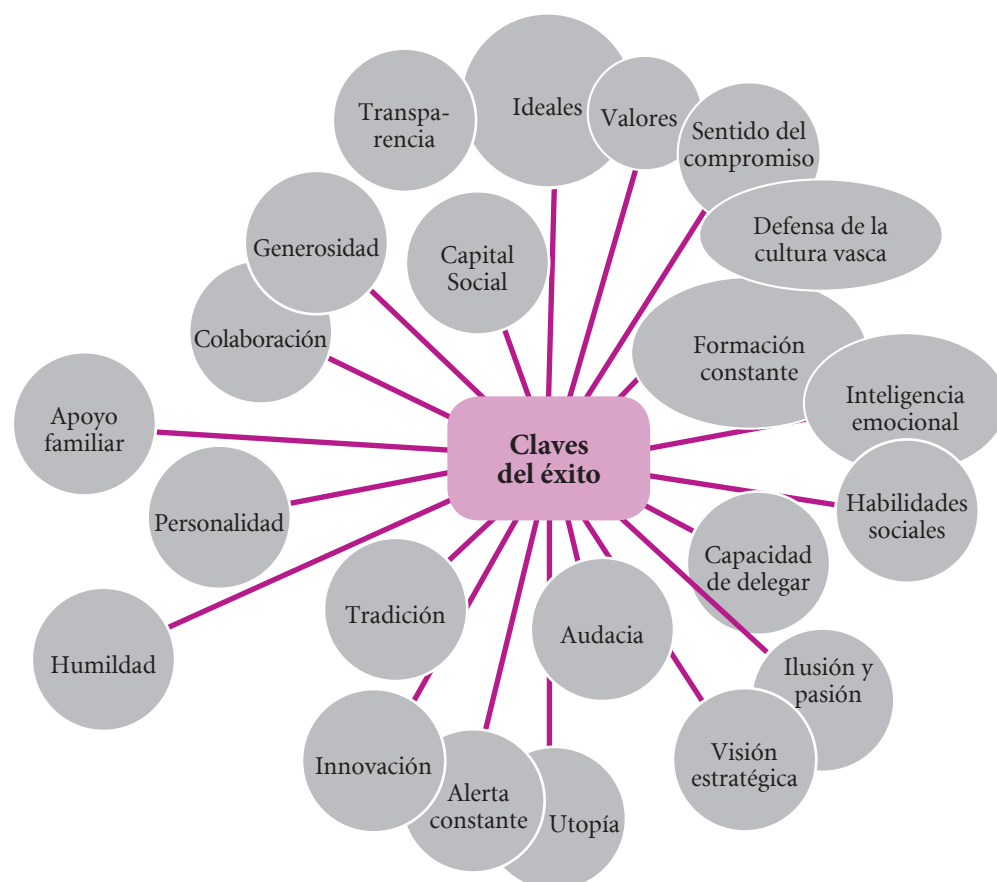 Transpa-
rencia
Ideales
Valores
Sentido del
compromiso
Defensa de la
cultura vasca
Generosidad
Capital
Social
Colaboración
Formación
constante
Inteligencia
emocional
Apoyo
familiar
Claves
del éxito
Personalidad
Habilidades
sociales
Capacidad
de delegar
Tradición
Audacia
Humildad
Ilusión y
pasión
Innovación
Visión
estratégica
Alerta
constante
Utopía